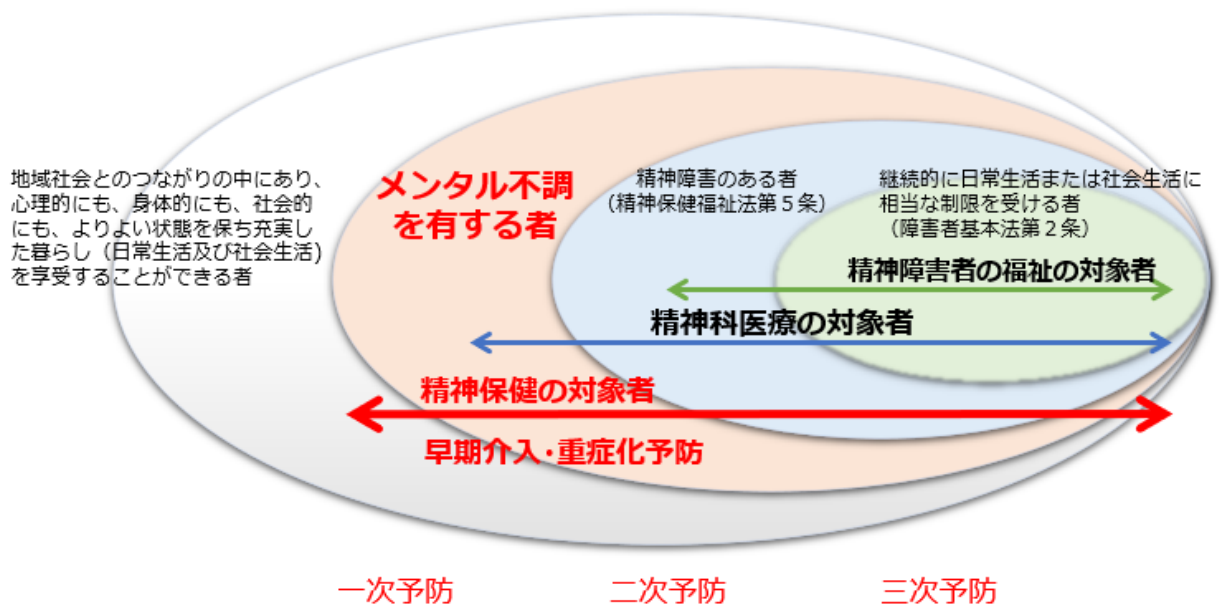 地域社会とのつながりの中にあり、
心理的にも、身体的にも、社会的
にも、よりよい状態を保ち充実し
た暮らし（日常生活及び社会生活)
を享受することができる者
メンタル不調
を有する者
精神障害のある者
（精神保健福祉法第５条）
継続的に日常生活または社会生活に
相当な制限を受ける者
（障害者基本法第２条）
精神障害者の福祉の対象者
精神科医療の対象者
精神保健の対象者
早期介入・重症化予防
一次予防
二次予防
三次予防